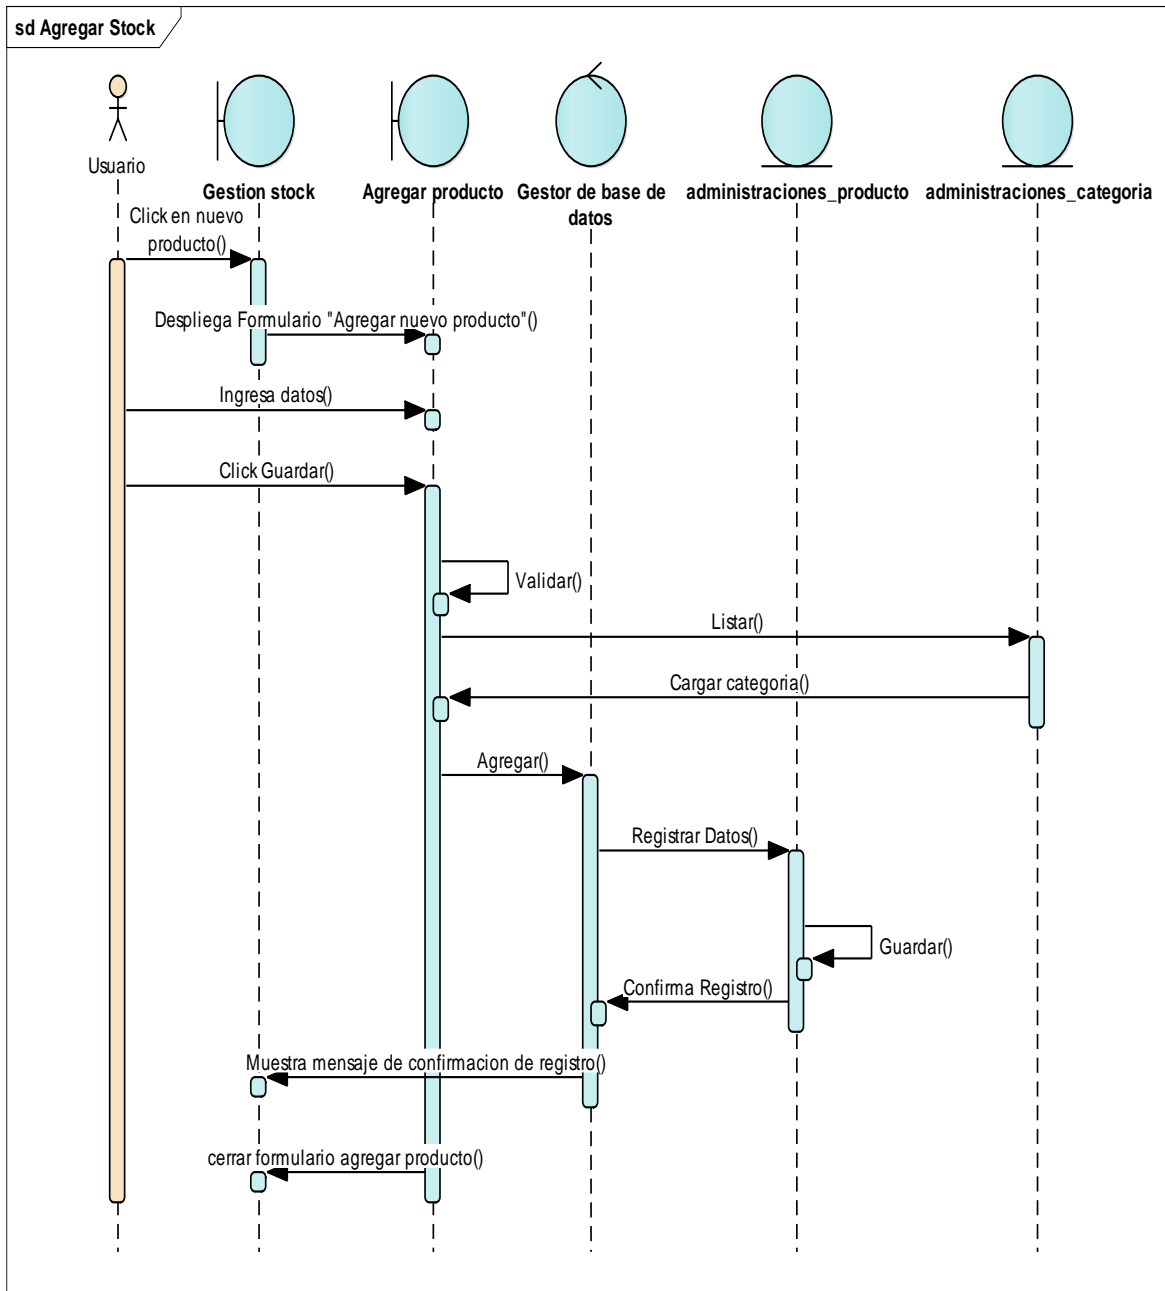 sd Agregar Stock
Usuario
Gestion stock
Agregar producto
Gestor de base de
datos
administraciones_producto
administraciones_categoria
Click en nuevo
producto()
Despliega Formulario "Agregar nuevo producto"()
Ingresa datos()
Click Guardar()
Validar()
Listar()
Cargar categoria()
Agregar()
Registrar Datos()
Guardar()
Confirma Registro()
Muestra mensaje de confirmacion de registro()
cerrar formulario agregar producto()